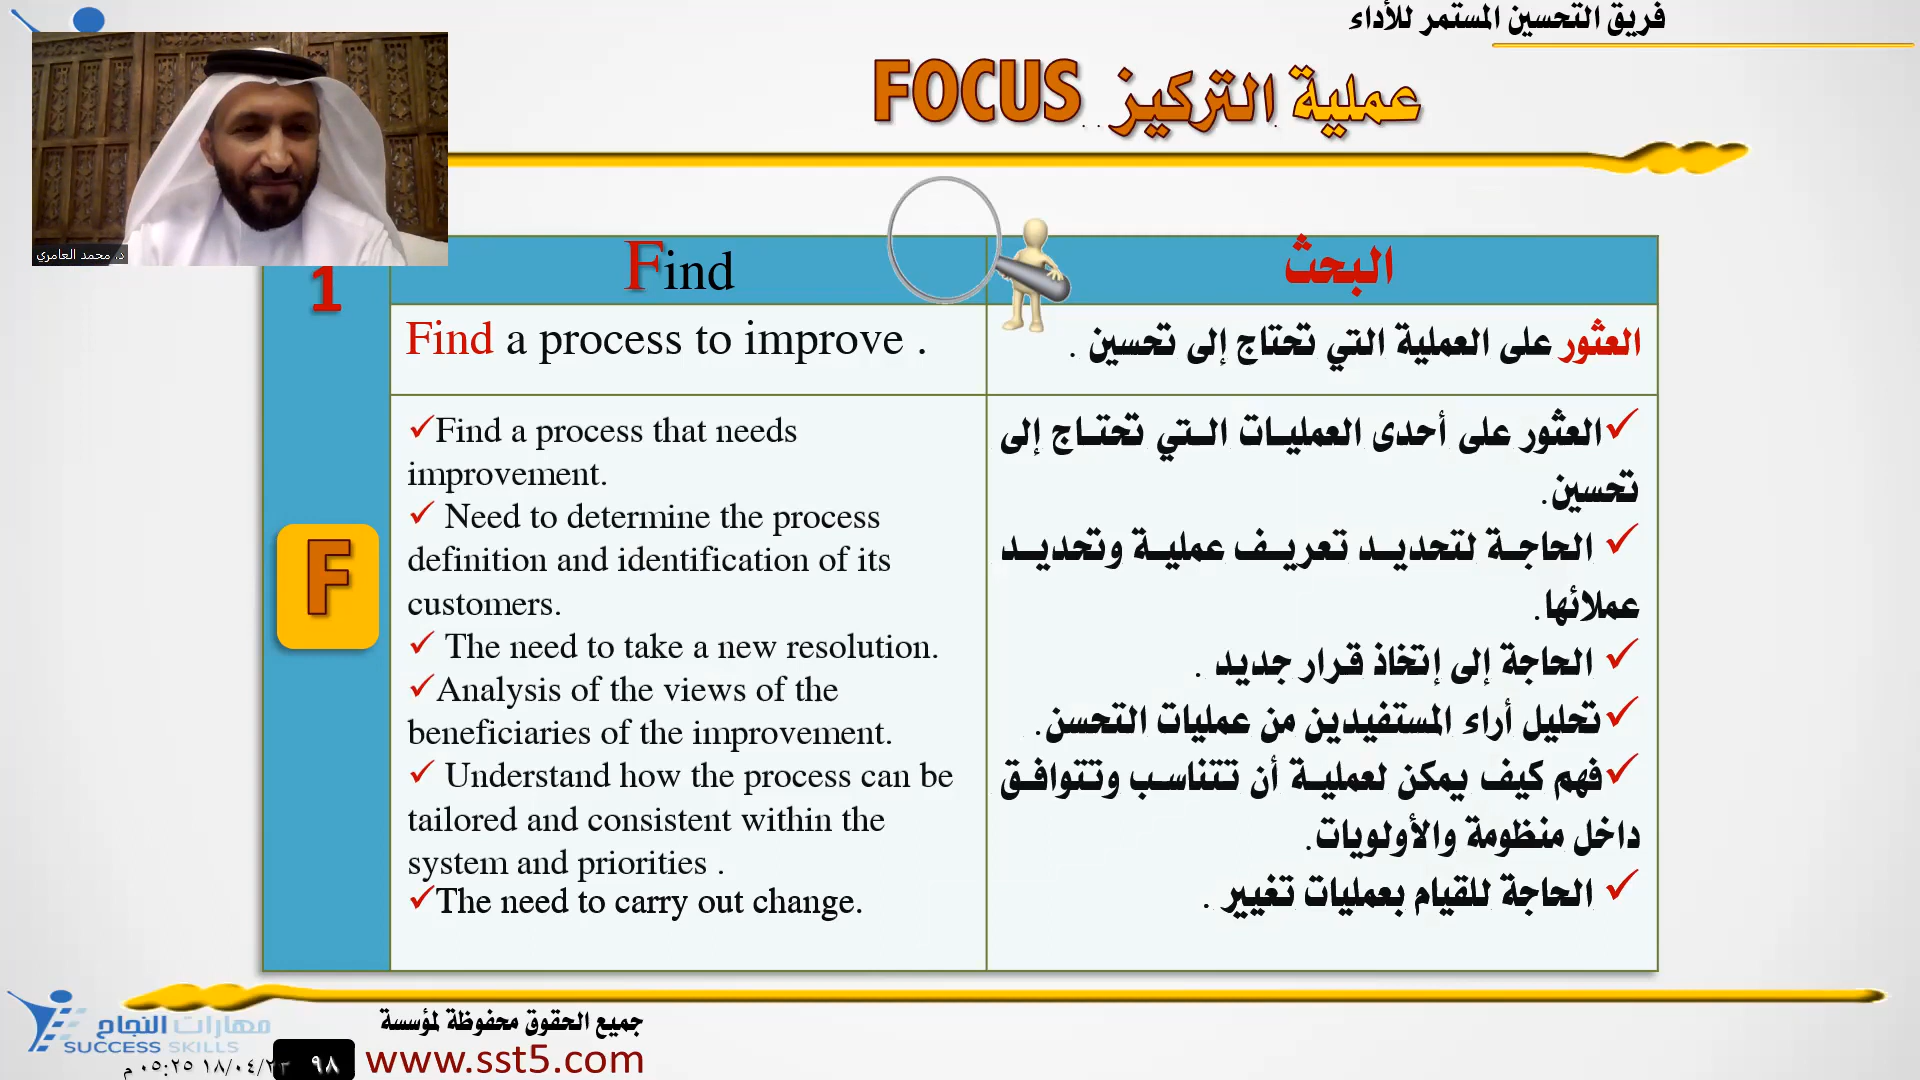 فريق التحسين المستمر للأداء
عملية التركيز FOCUS
د. محمد العامري
1
Find
البحث
Find a process to improve .
العثور على العملية التي تحتاج إلى تحسين .
F
✓Find a process that needs
improvement.
✓ Need to determine the process
definition and identification of its
customers.
✓ The need to take a new resolution.
✓Analysis of the views of the
beneficiaries of the improvement.
✓ Understand how the process can be
tailored and consistent within the
system and priorities .
✓The need to carry out change.
✓العثور على أحدى العمليات التي تحتاج إلى
تحسين.
✓ الحاجة لتحديد تعريف عملية وتحديد
عملائها.
✓ الحاجة إلى إتخاذ قرار جديد .
✓تحليل أراء المستفيدين من عمليات التحسن.
✓فهم كيف يمكن لعملية أن تتناسب وتتوافق
داخل منظومة والأولويات.
✓ الحاجة للقيام بعمليات تغيير .
مهارات النجاح
SUCCESS SKILLS
جميع الحقوق محفوظة لمؤسسة
www.sst5.com
٩٨
١٨/٠٤/٢٣ ٠٥:٢٥ م